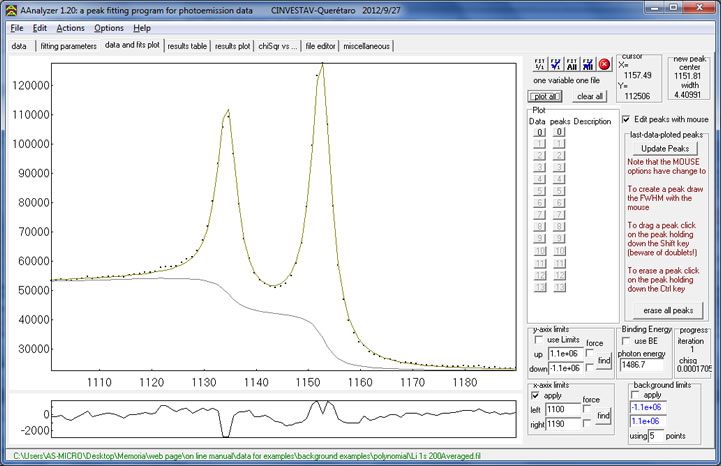 AAnalyzer 1.20: a peak fitting program for photoemission data CINVESTAV-Querétaro 2012/9/27
File Edit Actions Options Help
data fitting parameters data and fits plot results table results plot chiSqr vs ... file editor miscellaneous
120000
110000
100000
90000
80000
70000
60000
50000
40000
30000
1110 1120 1130 1140 1150 1160 1170 1180
0
-2000
FIT 1/1 FIT 1/1 FIT All FIT All
one variable one file
plot all clear all
cursor
X=
1157.49
Y=
112506
new peak
center
1151.81
width
4.40991
Plot
Data peaks Description
0 0
1 1
2 2
3 3
4 4
5 5
6 6
7 7
8 8
9 9
10 10
11 11
12 12
13 13
Edit peaks with mouse
last-data-ploted peaks
Update Peaks
Note that the MOUSE
options have change to
To create a peak draw
the FWHM with the
mouse
To drag a peak click
on the peak holding
down the Shift key
(beware of doublets!)
To erase a peak click
on the peak holding
down the Ctrl key
erase all peaks
y-axis limits
use Limits
force
up 1.1e+06
down -1.1e+06
find
Binding Energy
use BE
photon energy
1486.7
progress
iteration
1
chisq
0.0001705
x-axis limits
apply
force
left 1100
right 1190
find
background limits
apply
-1.1e+06
1.1e+06
using 5 points
C:\Users\AS-MICRO\Desktop\Memoria\web page\on line manual\data for examples\background examples\polynomial\Li 1s 200Averaged.fil